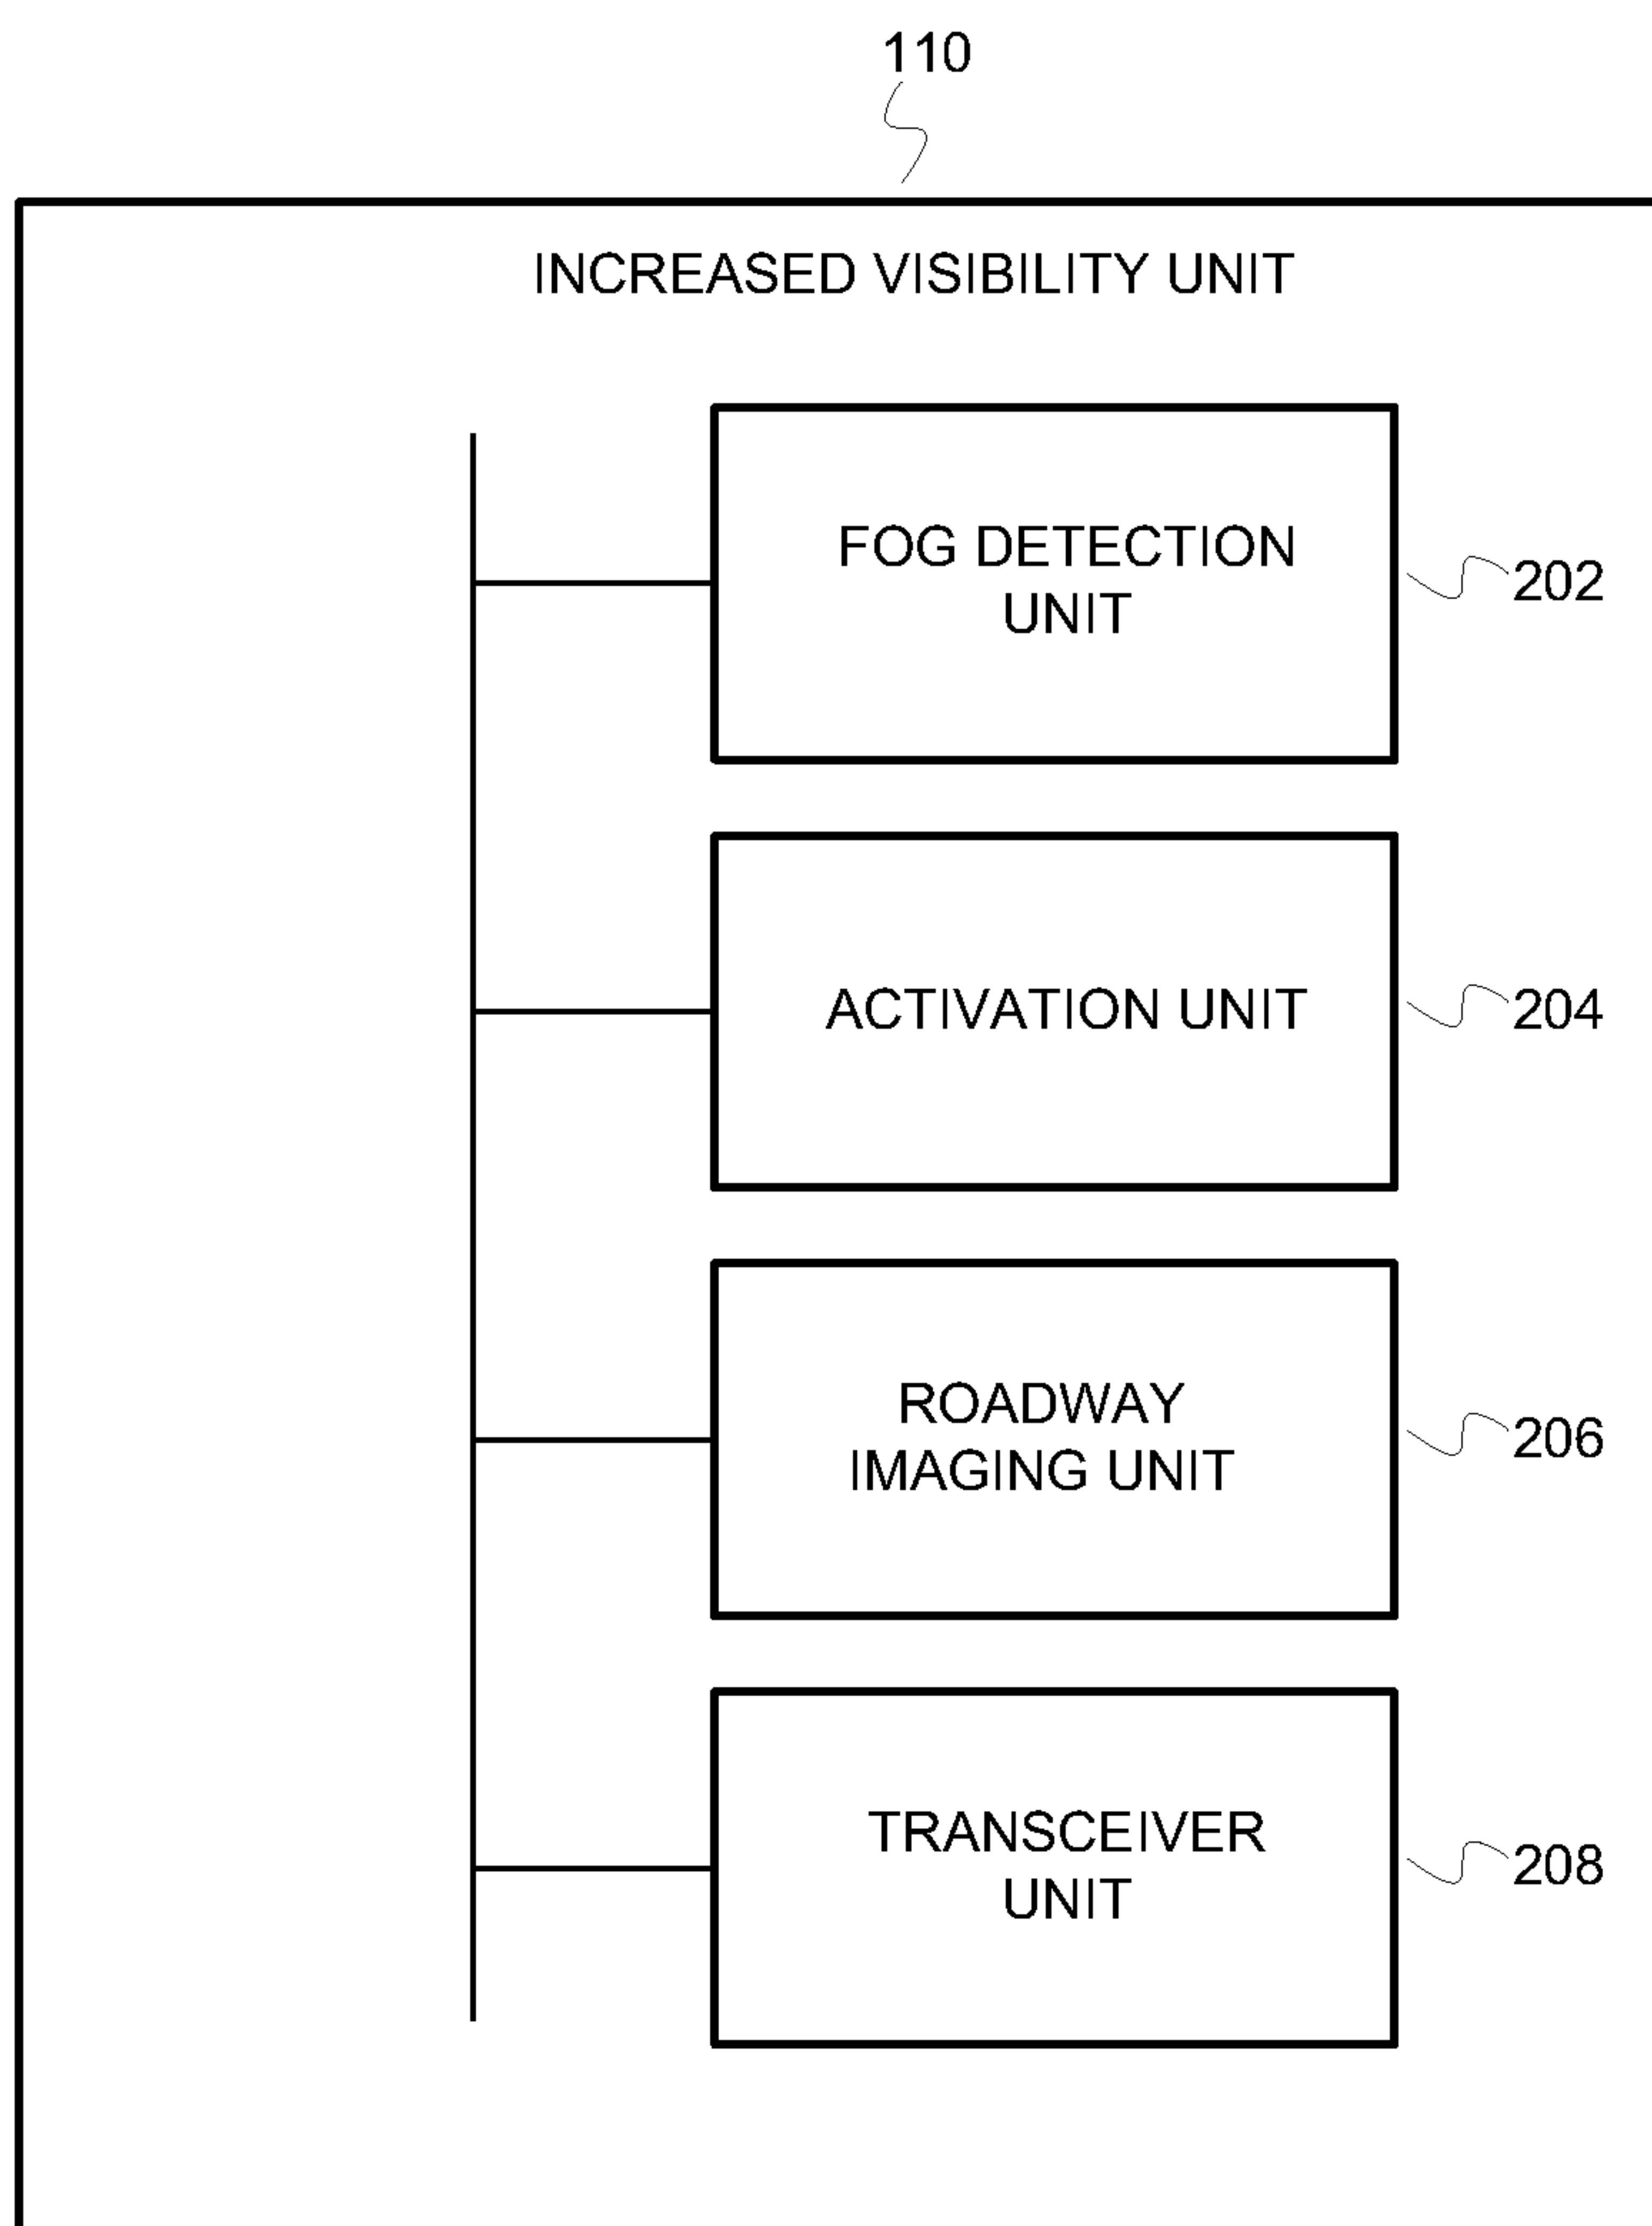 110
INCREASED VISIBILITY UNIT
FOG DETECTION
UNIT
202
ACTIVATION UNIT
204
ROADWAY
IMAGING UNIT
206
TRANSCEIVER
UNIT
208